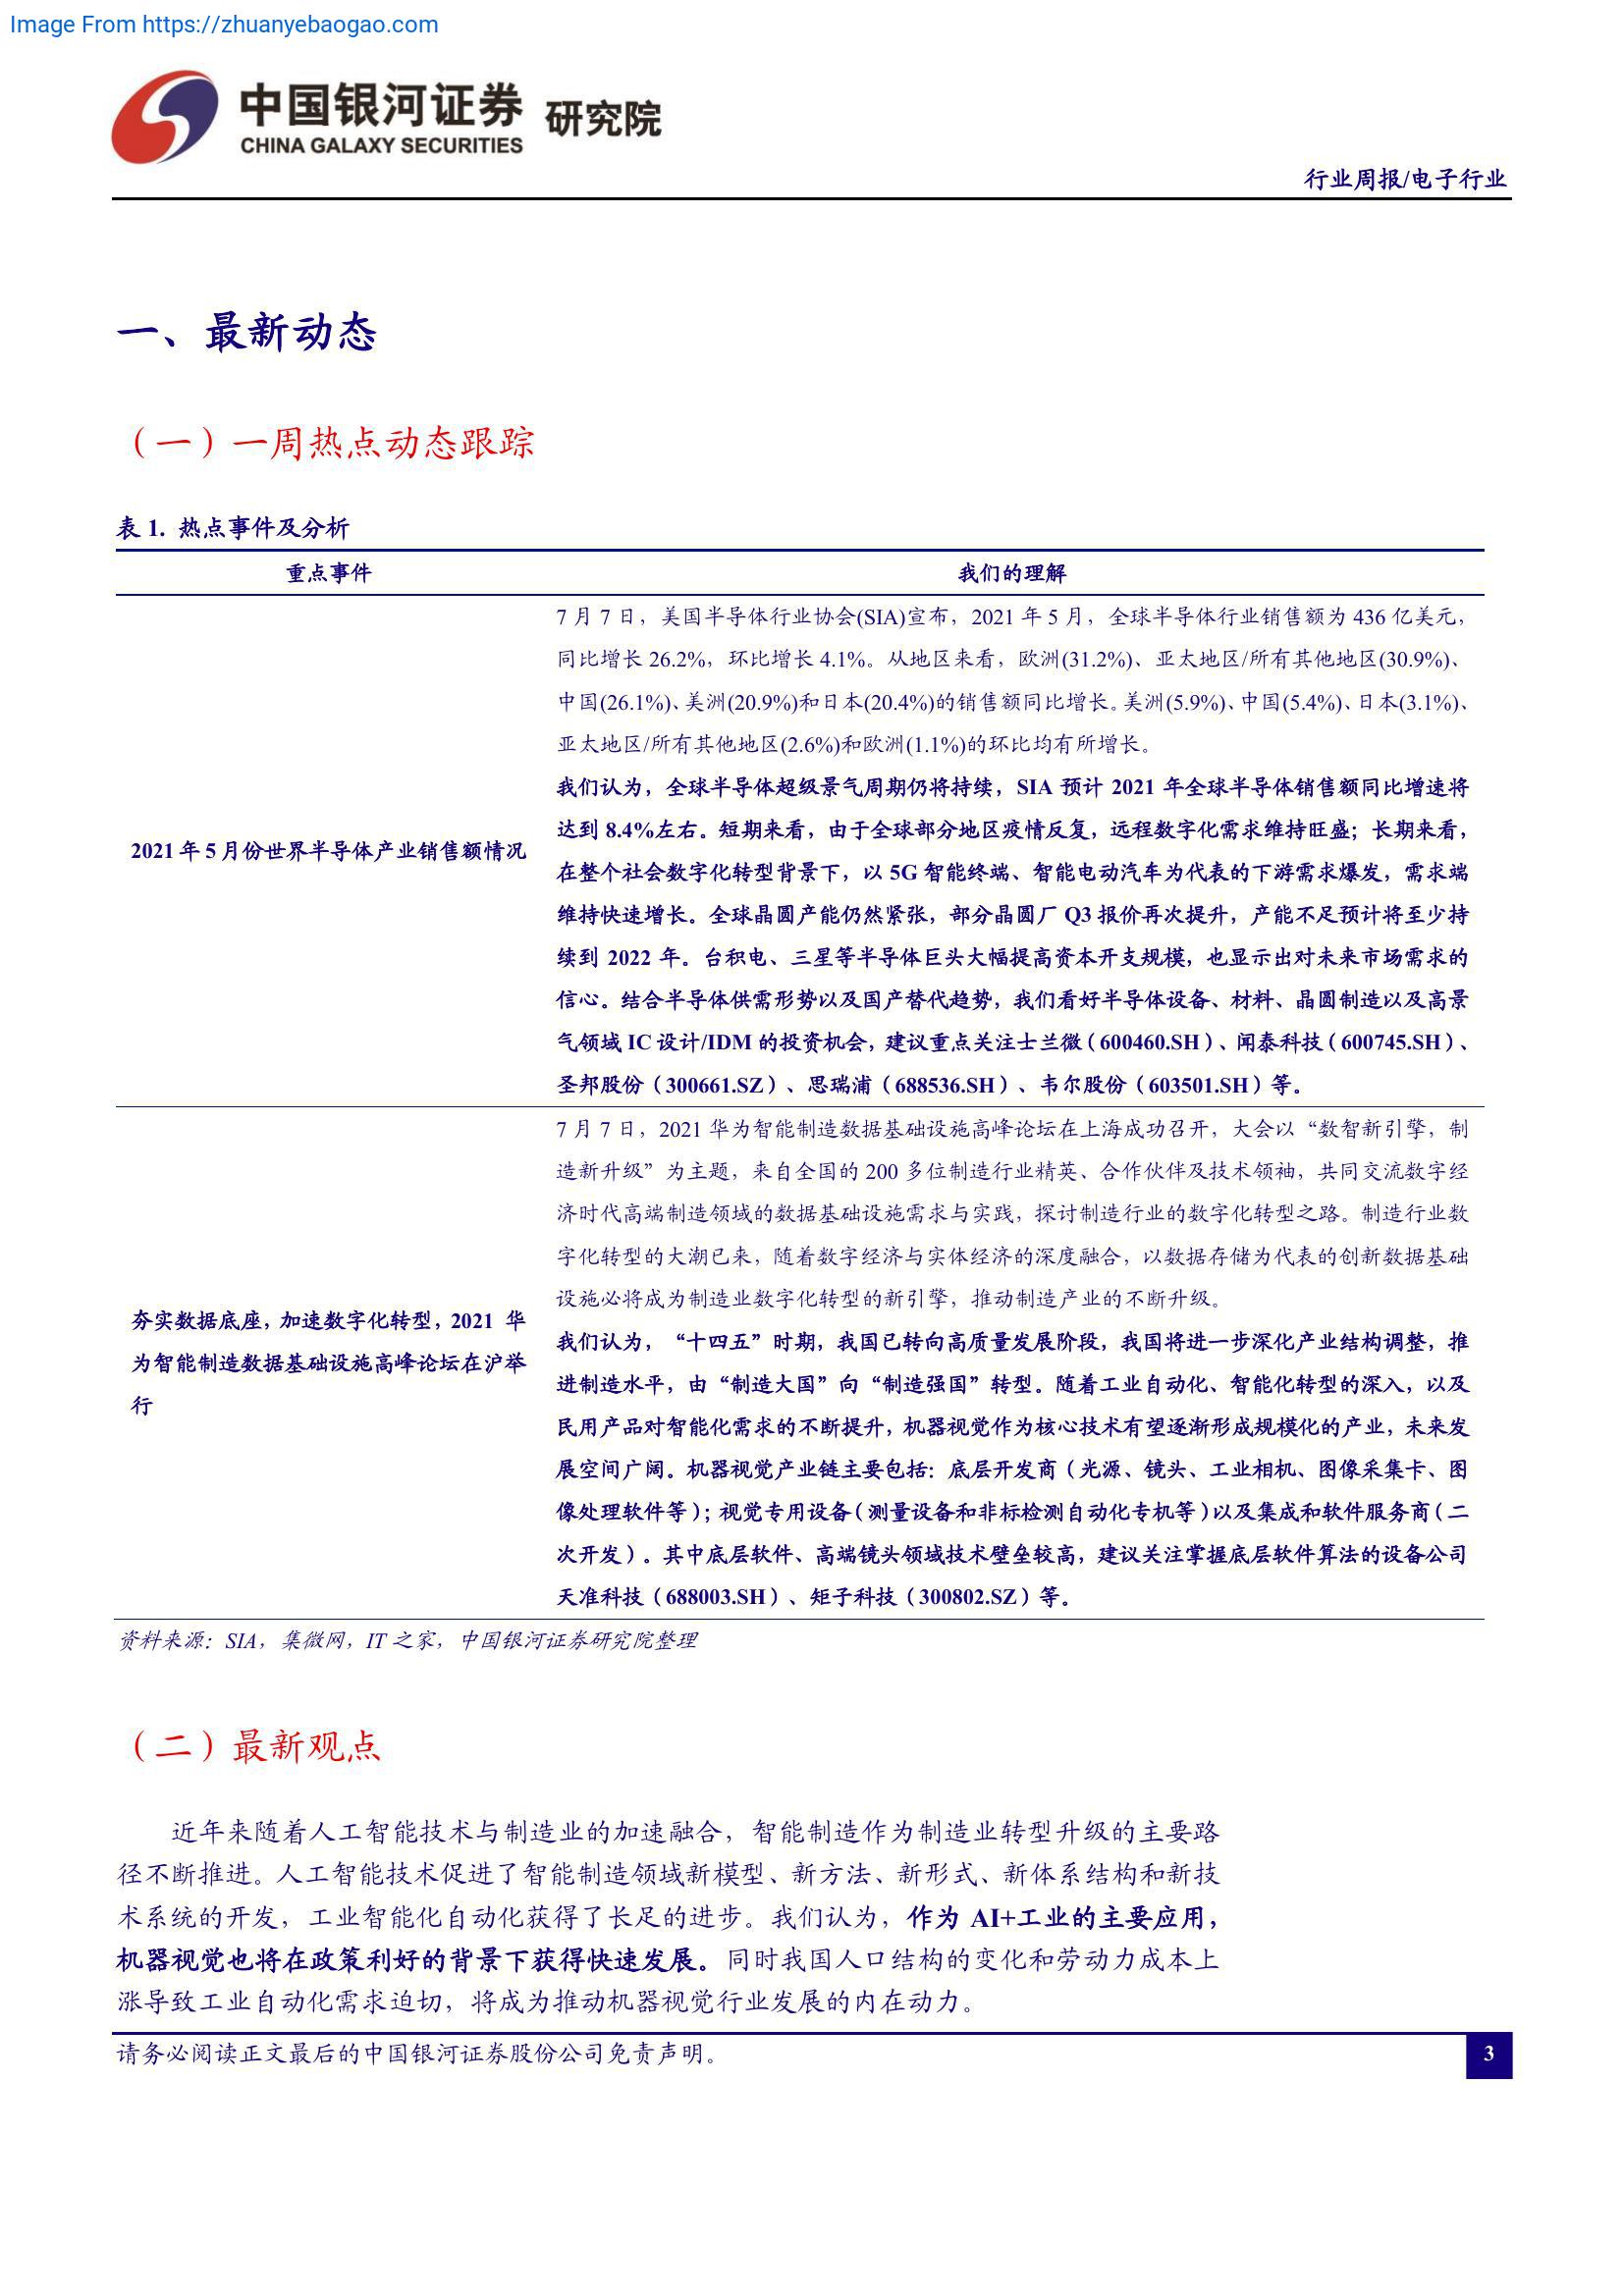 Image From https://zhuanyebaogao.com
中国银河证券 研究院
CHINA GALAXY SECURITIES
行业周报/电子行业
一、最新动态
（一）一周热点动态跟踪
表 1. 热点事件及分析
重点事件 我们的理解
2021 年 5 月份世界半导体产业销售额情况
7 月 7 日，美国半导体行业协会(SIA)宣布，2021 年 5 月，全球半导体行业销售额为 436 亿美元，
同比增长 26.2%，环比增长 4.1%。从地区来看，欧洲(31.2%)、亚太地区/所有其他地区(30.9%)、
中国(26.1%)、美洲(20.9%)和日本(20.4%)的销售额同比增长。美洲(5.9%)、中国(5.4%)、日本(3.1%)、
亚太地区/所有其他地区(2.6%)和欧洲(1.1%)的环比均有所增长。
我们认为，全球半导体超级景气周期仍将持续，SIA 预计 2021 年全球半导体销售额同比增速将
达到 8.4%左右。短期来看，由于全球部分地区疫情反复，远程数字化需求维持旺盛；长期来看，
在整个社会数字化转型背景下，以 5G 智能终端、智能电动汽车为代表的下游需求爆发，需求端
维持快速增长。全球晶圆产能仍然紧张，部分晶圆厂 Q3 报价再次提升，产能不足预计将至少持
续到 2022 年。台积电、三星等半导体巨头大幅提高资本开支规模，也显示出对未来市场需求的
信心。结合半导体供需形势以及国产替代趋势，我们看好半导体设备、材料、晶圆制造以及高景
气领域 IC 设计/IDM 的投资机会，建议重点关注士兰微（600460.SH）、闻泰科技（600745.SH）、
圣邦股份（300661.SZ）、思瑞浦（688536.SH）、韦尔股份（603501.SH）等。
夯实数据底座，加速数字化转型，2021 华
为智能制造数据基础设施高峰论坛在沪举
行
7 月 7 日，2021 华为智能制造数据基础设施高峰论坛在上海成功召开，大会以“数智新引擎，制
造新升级”为主题，来自全国的 200 多位制造行业精英、合作伙伴及技术领袖，共同交流数字经
济时代高端制造领域的数据基础设施需求与实践，探讨制造行业的数字化转型之路。制造行业数
字化转型的大潮已来，随着数字经济与实体经济的深度融合，以数据存储为代表的创新数据基础
设施必将成为制造业数字化转型的新引擎，推动制造产业的不断升级。
我们认为，“十四五”时期，我国已转向高质量发展阶段，我国将进一步深化产业结构调整，推
进制造水平，由“制造大国”向“制造强国”转型。随着工业自动化、智能化转型的深入，以及
民用产品对智能化需求的不断提升，机器视觉作为核心技术有望逐渐形成规模化的产业，未来发
展空间广阔。机器视觉产业链主要包括：底层开发商（光源、镜头、工业相机、图像采集卡、图
像处理软件等）；视觉专用设备（测量设备和非标检测自动化专机等）以及集成和软件服务商（二
次开发）。其中底层软件、高端镜头领域技术壁垒较高，建议关注掌握底层软件算法的设备公司
天准科技（688003.SH）、矩子科技（300802.SZ）等。
资料来源：SIA，集微网，IT 之家，中国银河证券研究院整理
（二）最新观点
近年来随着人工智能技术与制造业的加速融合，智能制造作为制造业转型升级的主要路
径不断推进。人工智能技术促进了智能制造领域新模型、新方法、新形式、新体系结构和新技
术系统的开发，工业智能化自动化获得了长足的进步。我们认为，作为 AI+工业的主要应用，
机器视觉也将在政策利好的背景下获得快速发展。同时我国人口结构的变化和劳动力成本上
涨导致工业自动化需求迫切，将成为推动机器视觉行业发展的内在动力。
请务必阅读正文最后的中国银河证券股份公司免责声明。
3